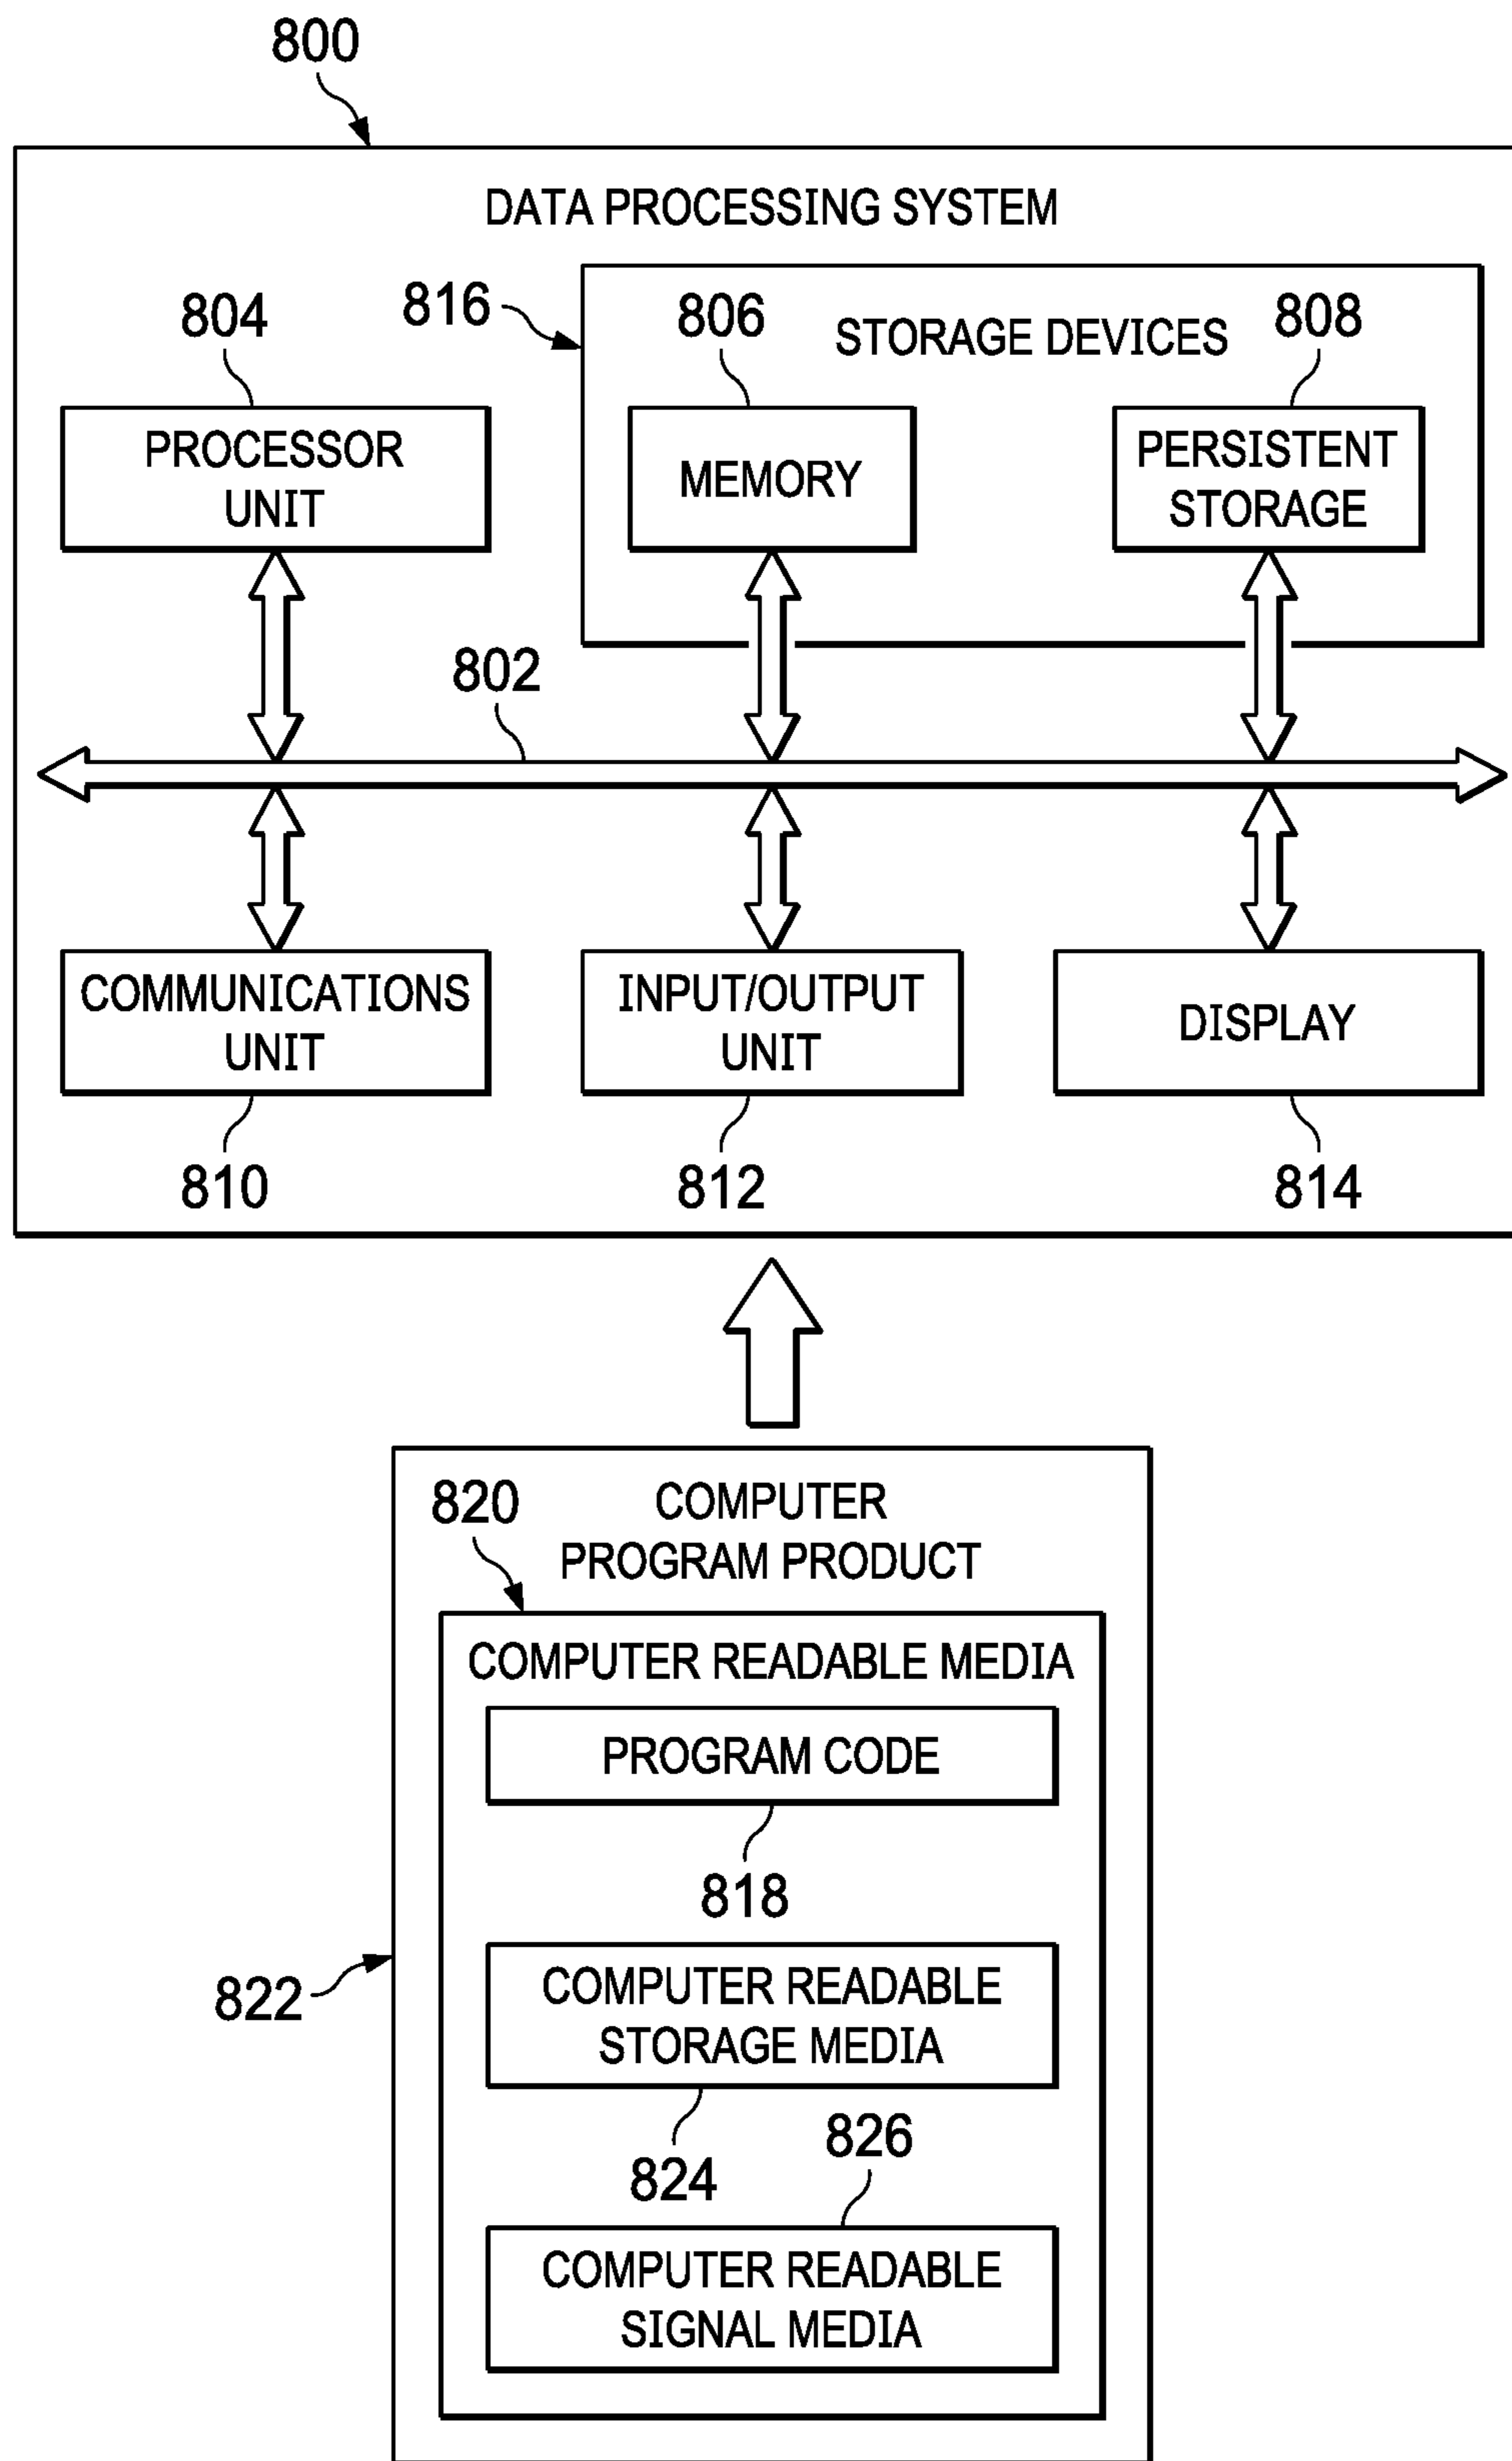 800
DATA PROCESSING SYSTEM
804
816
806
STORAGE DEVICES
808
PROCESSOR
UNIT
MEMORY
PERSISTENT
STORAGE
802
COMMUNICATIONS
UNIT
INPUT/OUTPUT
UNIT
DISPLAY
810
812
814
820
COMPUTER
PROGRAM PRODUCT
COMPUTER READABLE MEDIA
PROGRAM CODE
818
822
COMPUTER READABLE
STORAGE MEDIA
824
826
COMPUTER READABLE
SIGNAL MEDIA